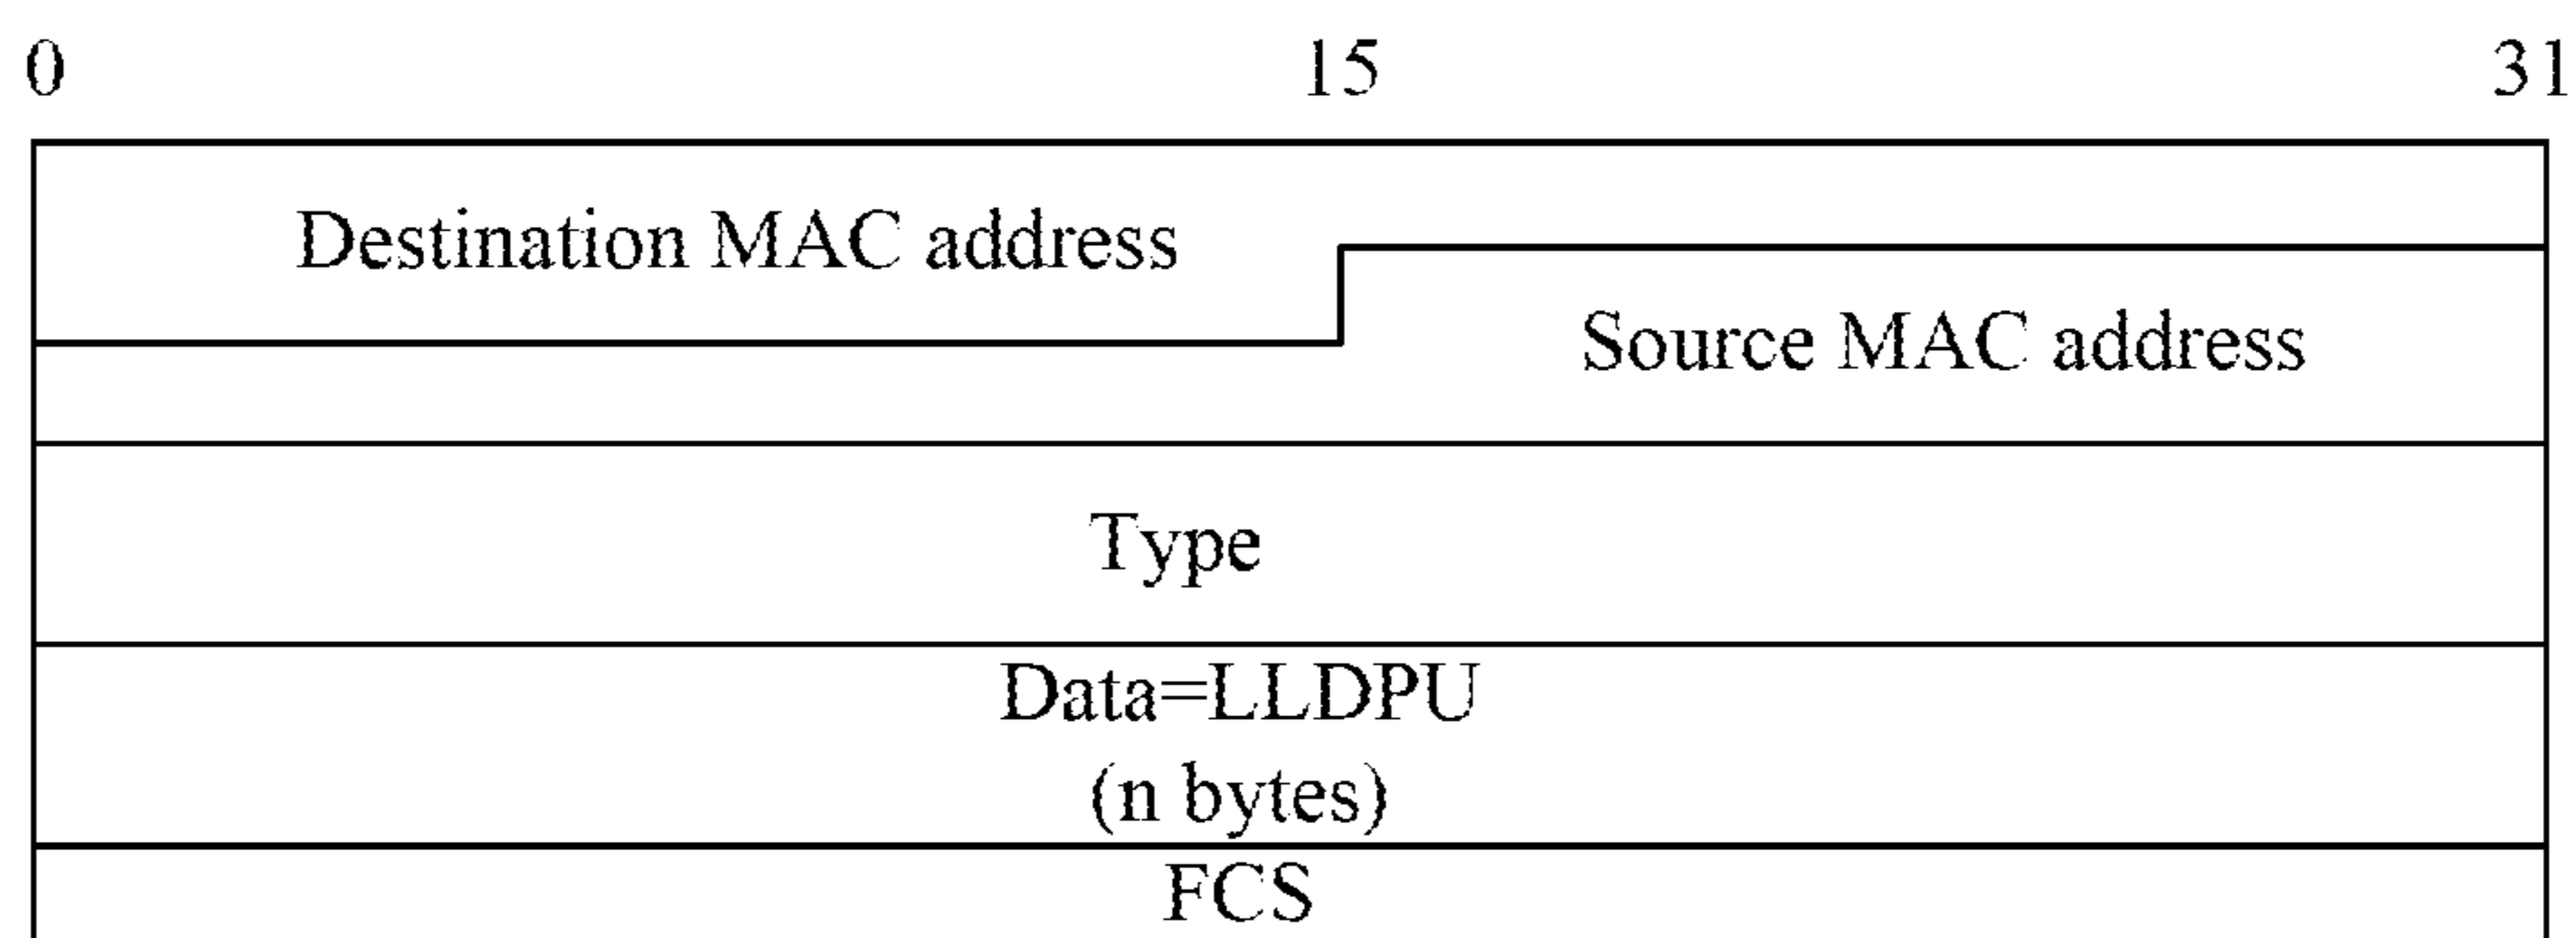 0 15 31
Destination MAC address
Source MAC address
Type
Data=LLDPU
(n bytes)
FCS